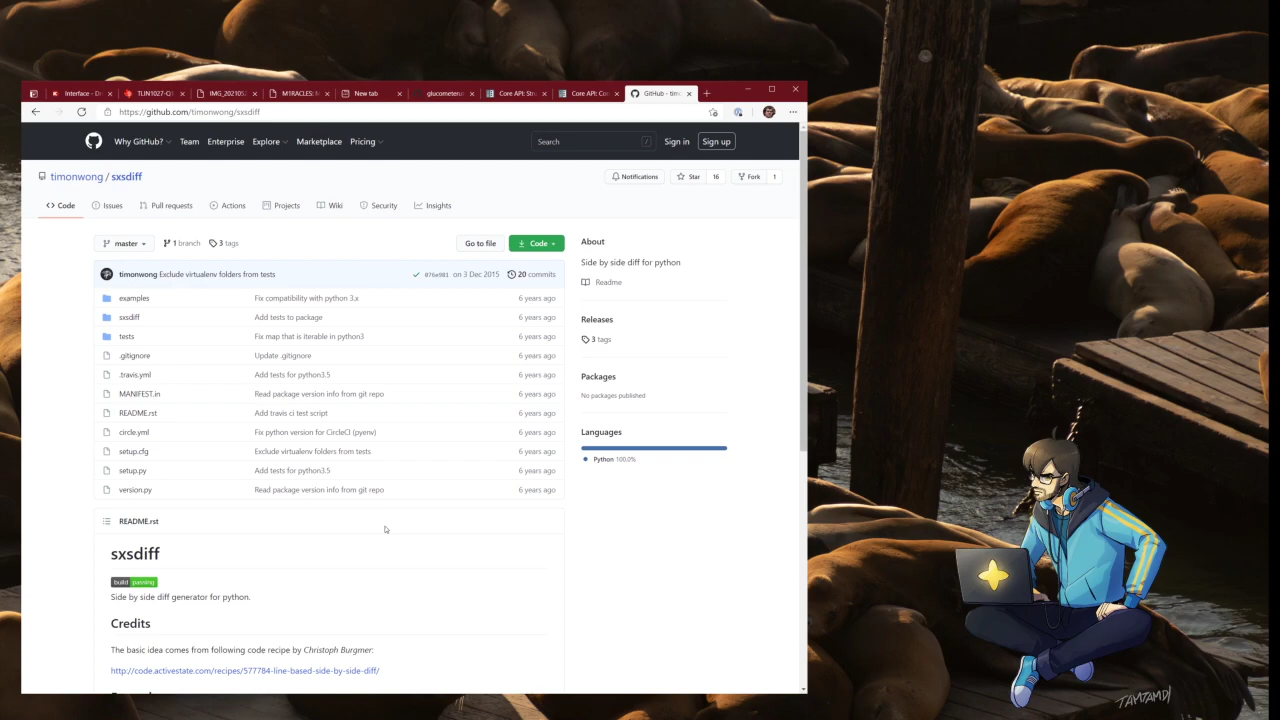 Interface - D
TLIN1027-Q1
IMG_202105
M1RACLES: M
New tab
glucometeru
Core API: Stru
Core API: Con
GitHub - timo
https://github.com/timonwong/sxsdiff
Why GitHub? Team Enterprise Explore Marketplace Pricing
Search /
Sign in Sign up
timonwong / sxsdiff
Notifications Star 16 Fork 1
Code Issues Pull requests Actions Projects Wiki Security Insights
master 1 branch 3 tags Go to file Code
timonwong Exclude virtualenv folders from tests 076e981 on 3 Dec 2015 20 commits
examples Fix compatibility with python 3.x 6 years ago
sxsdiff Add tests to package 6 years ago
tests Fix map that is iterable in python3 6 years ago
.gitignore Update .gitignore 6 years ago
.travis.yml Add tests for python3.5 6 years ago
MANIFEST.in Read package version info from git repo 6 years ago
README.rst Add travis ci test script 6 years ago
circle.yml Fix python version for CircleCI (pyenv) 6 years ago
setup.cfg Exclude virtualenv folders from tests 6 years ago
setup.py Add tests for python3.5 6 years ago
version.py Read package version info from git repo 6 years ago
README.rst
sxsdiff
build passing
Side by side diff generator for python.
Credits
The basic idea comes from following code recipe by Christoph Burgmer:
http://code.activestate.com/recipes/577784-line-based-side-by-side-diff/
About
Side by side diff for python
Readme
Releases
3 tags
Packages
No packages published
Languages
Python 100.0%
TAMTAMDI